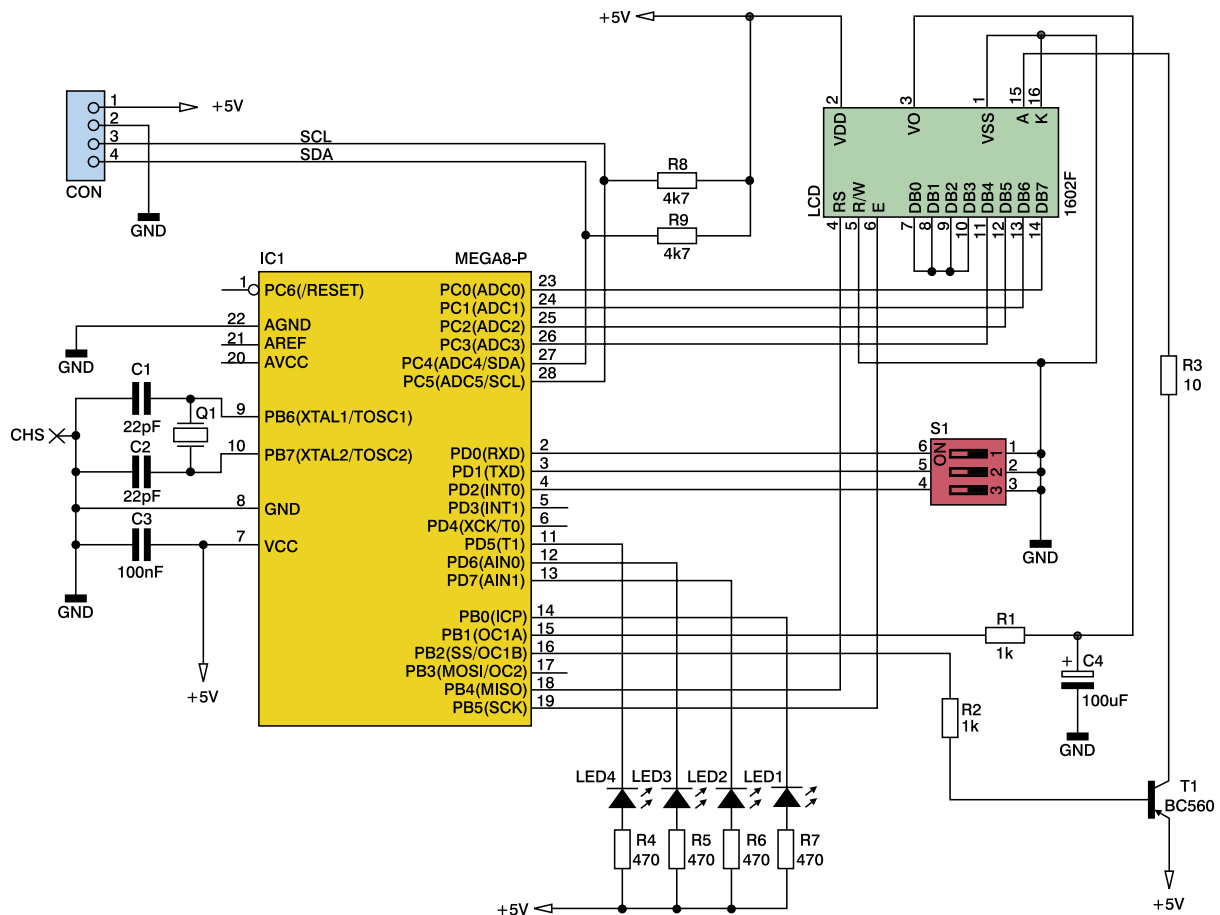 +5V
1
2
3
4
CON
+5V
SCL
SDA
GND
R8
4k7
R9
4k7
2
3
1
15
16
VDD
VO
VSS
A
K
LCD
1602F
RS
R/W
E
DB0
DB1
DB2
DB3
DB4
DB5
DB6
DB7
4
5
6
7
8
9
10
11
12
13
14
IC1
MEGA8-P
1
PC6(/RESET)
22
AGND
21
AREF
20
AVCC
9
PB6(XTAL1/TOSC1)
10
PB7(XTAL2/TOSC2)
8
GND
7
VCC
PC0(ADC0)
23
PC1(ADC1)
24
PC2(ADC2)
25
PC3(ADC3)
26
PC4(ADC4/SDA)
27
PC5(ADC5/SCL)
28
PD0(RXD)
2
PD1(TXD)
3
PD2(INT0)
4
PD3(INT1)
5
PD4(XCK/T0)
6
PD5(T1)
11
PD6(AIN0)
12
PD7(AIN1)
13
PB0(ICP)
14
PB1(OC1A)
15
PB2(SS/OC1B)
16
PB3(MOSI/OC2)
17
PB4(MISO)
18
PB5(SCK)
19
GND
C1
22pF
Q1
CHS
C2
22pF
C3
100nF
GND
+5V
S1
ON
6
5
4
1
2
3
1
2
3
GND
R3
10
R1
1k
+
C4
100uF
GND
R2
1k
T1
BC560
+5V
LED4
LED3
LED2
LED1
R4
470
R5
470
R6
470
R7
470
+5V